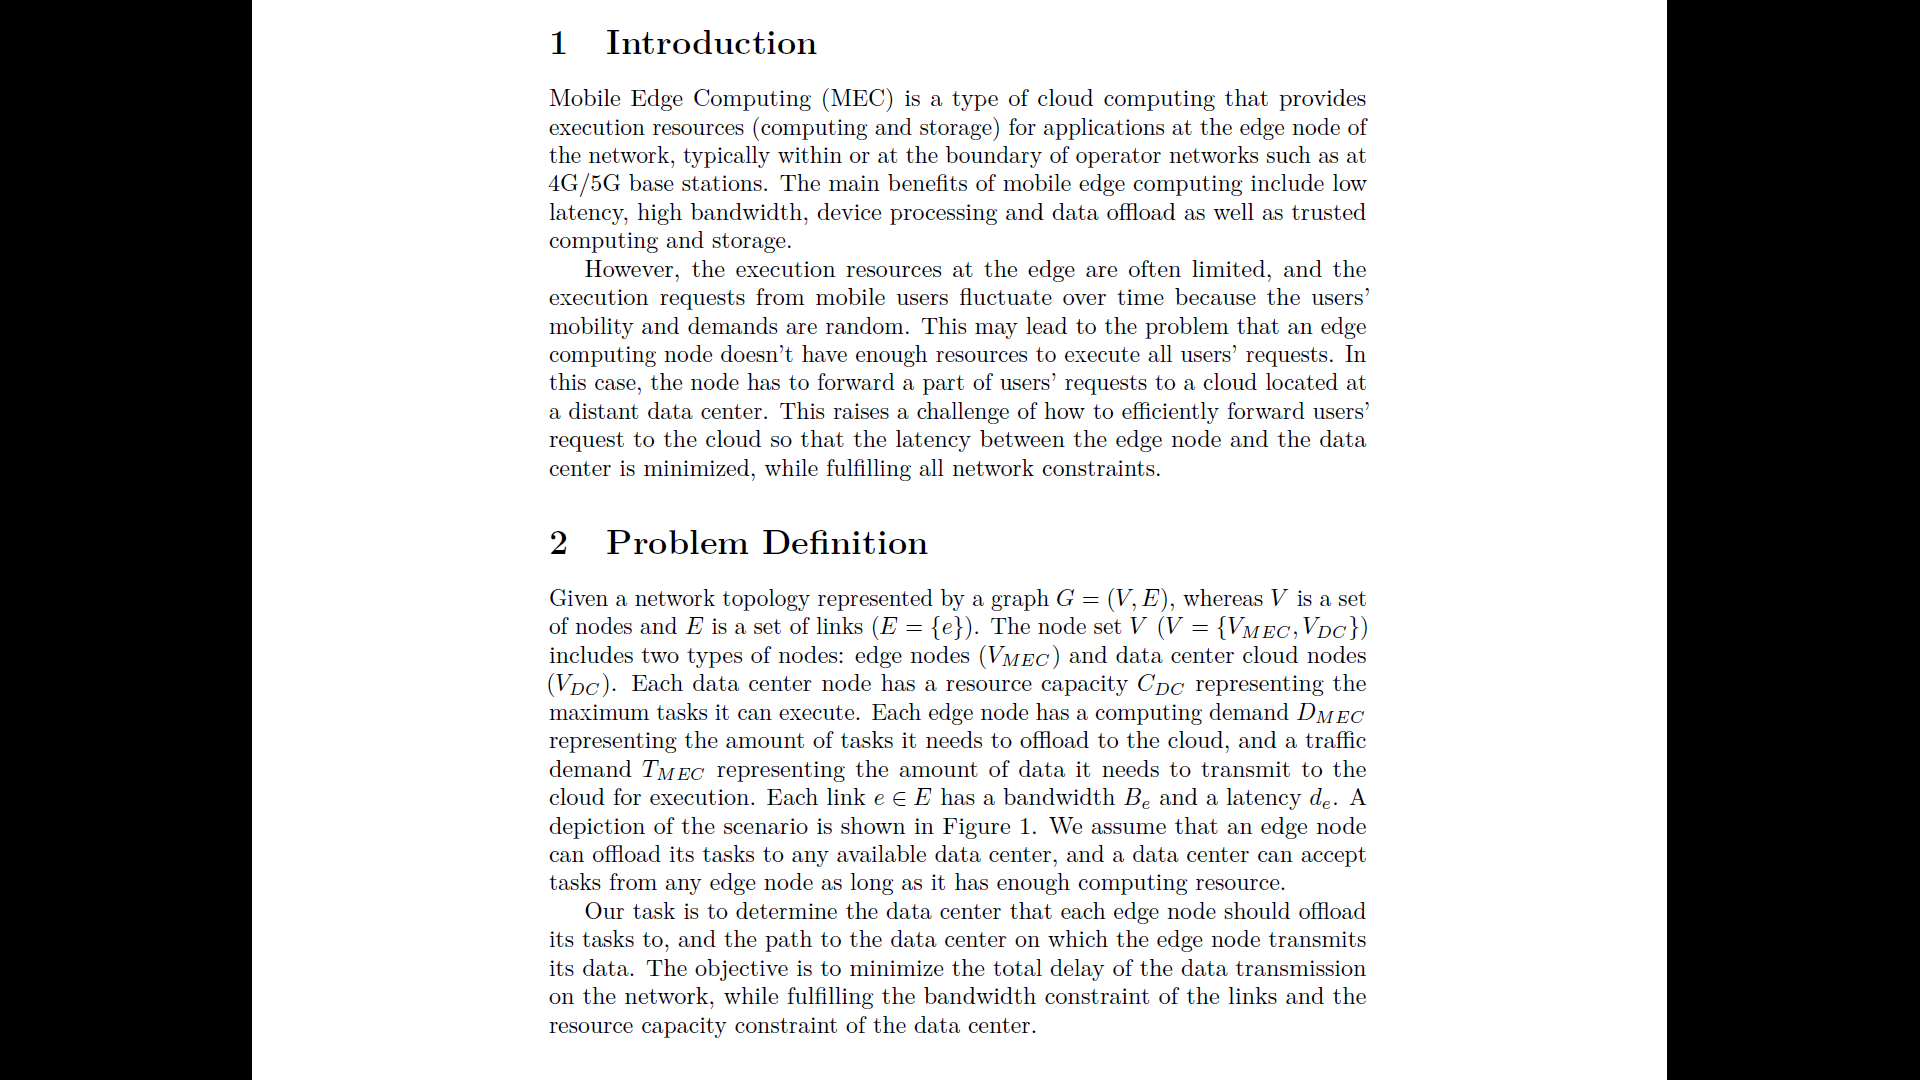 1 Introduction
Mobile Edge Computing (MEC) is a type of cloud computing that provides
execution resources (computing and storage) for applications at the edge node of
the network, typically within or at the boundary of operator networks such as at
4G/5G base stations. The main benefits of mobile edge computing include low
latency, high bandwidth, device processing and data offload as well as trusted
computing and storage.
However, the execution resources at the edge are often limited, and the
execution requests from mobile users fluctuate over time because the users'
mobility and demands are random. This may lead to the problem that an edge
computing node doesn't have enough resources to execute all users' requests. In
this case, the node has to forward a part of users' requests to a cloud located at
a distant data center. This raises a challenge of how to efficiently forward users'
request to the cloud so that the latency between the edge node and the data
center is minimized, while fulfilling all network constraints.
2 Problem Definition
Given a network topology represented by a graph G = (V, E), whereas V is a set
of nodes and E is a set of links (E = {e}). The node set V (V = {V_{MEC}, V_{DC}})
includes two types of nodes: edge nodes (V_{MEC}) and data center cloud nodes
(V_{DC}). Each data center node has a resource capacity C_{DC} representing the
maximum tasks it can execute. Each edge node has a computing demand D_{MEC}
representing the amount of tasks it needs to offload to the cloud, and a traffic
demand T_{MEC} representing the amount of data it needs to transmit to the
cloud for execution. Each link e ∈ E has a bandwidth B_e and a latency d_e. A
depiction of the scenario is shown in Figure 1. We assume that an edge node
can offload its tasks to any available data center, and a data center can accept
tasks from any edge node as long as it has enough computing resource.
Our task is to determine the data center that each edge node should offload
its tasks to, and the path to the data center on which the edge node transmits
its data. The objective is to minimize the total delay of the data transmission
on the network, while fulfilling the bandwidth constraint of the links and the
resource capacity constraint of the data center.